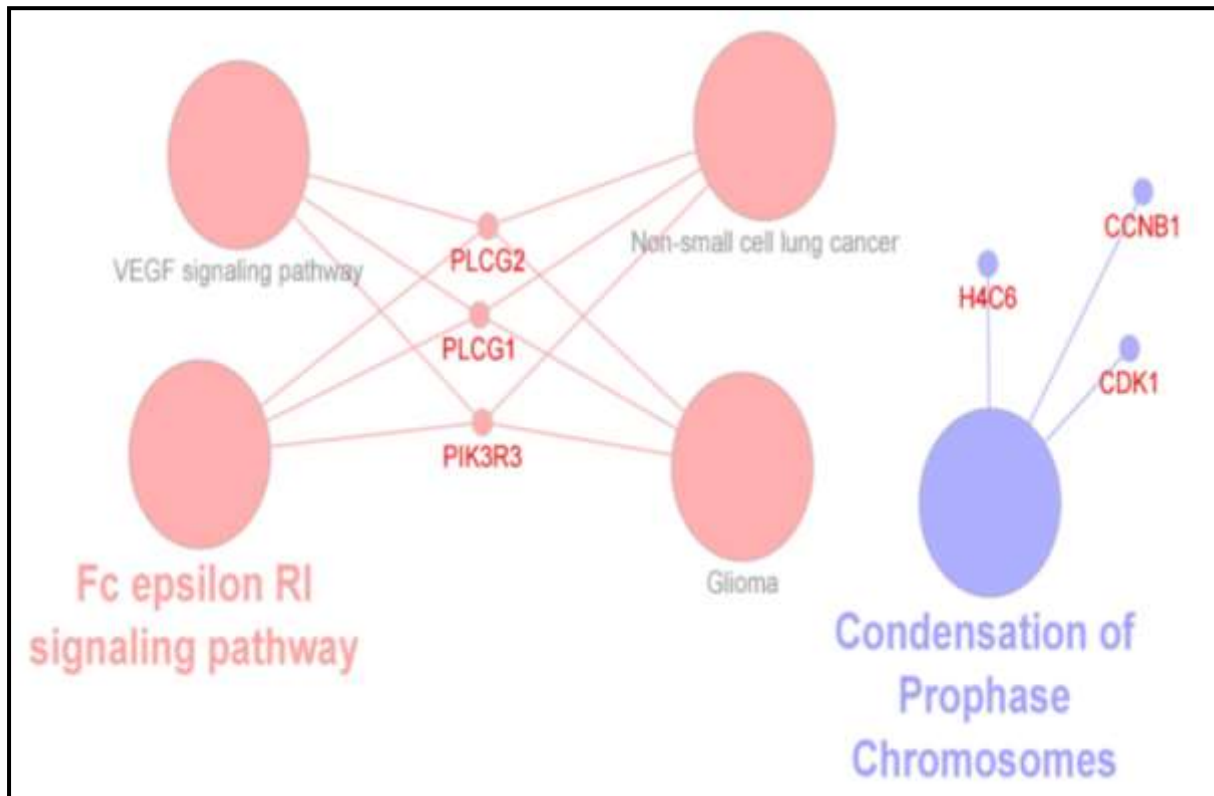 VEGF signaling pathway
Non-small cell lung cancer
PLCG2
PLCG1
PIK3R3
Fc epsilon RI
signaling pathway
Glioma
CCNB1
H4C6
CDK1
Condensation of
Prophase
Chromosomes